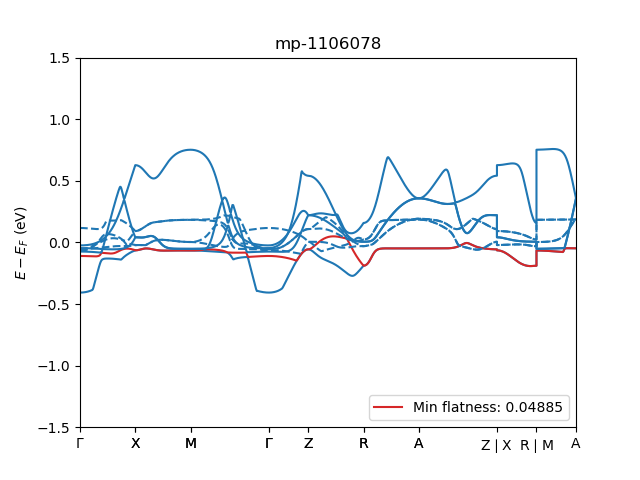 mp-1106078
1.5
1.0
0.5
0.0
−0.5
−1.0
−1.5
E − E_F (eV)
Min flatness: 0.04885
Γ X M Γ Z R A Z | X R | M A